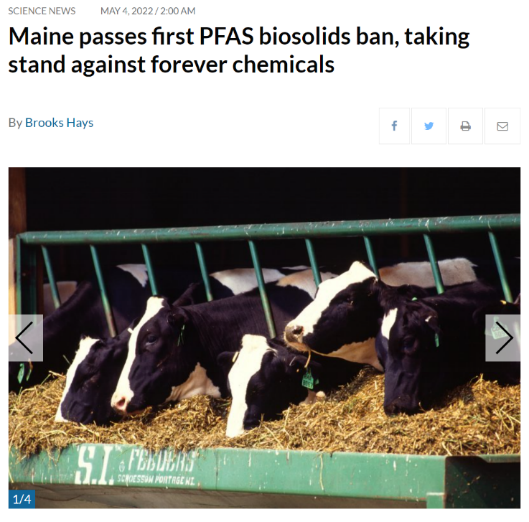 SCIENCE NEWS MAY 4, 2022 / 2:00 AM
Maine passes first PFAS biosolids ban, taking
stand against forever chemicals
By Brooks Hays
S.I. FEEDERS
1/4